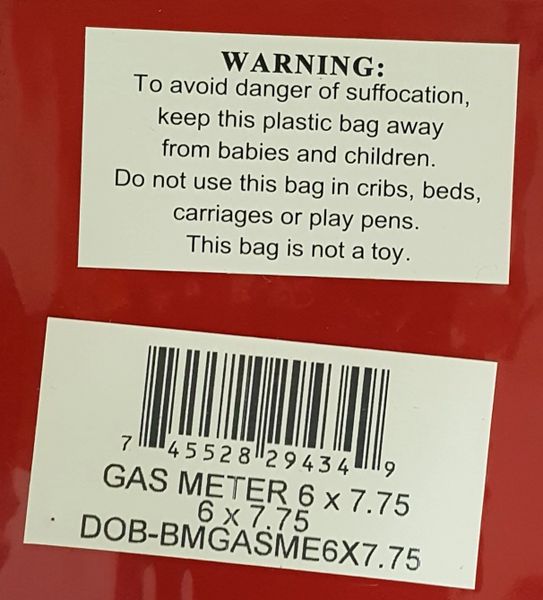 WARNING:
To avoid danger of suffocation,
keep this plastic bag away
from babies and children.
Do not use this bag in cribs, beds,
carriages or play pens.
This bag is not a toy.
7 45528 29434 9
GAS METER 6 x 7.75
6 x 7.75
DOB-BMGASME6X7.75